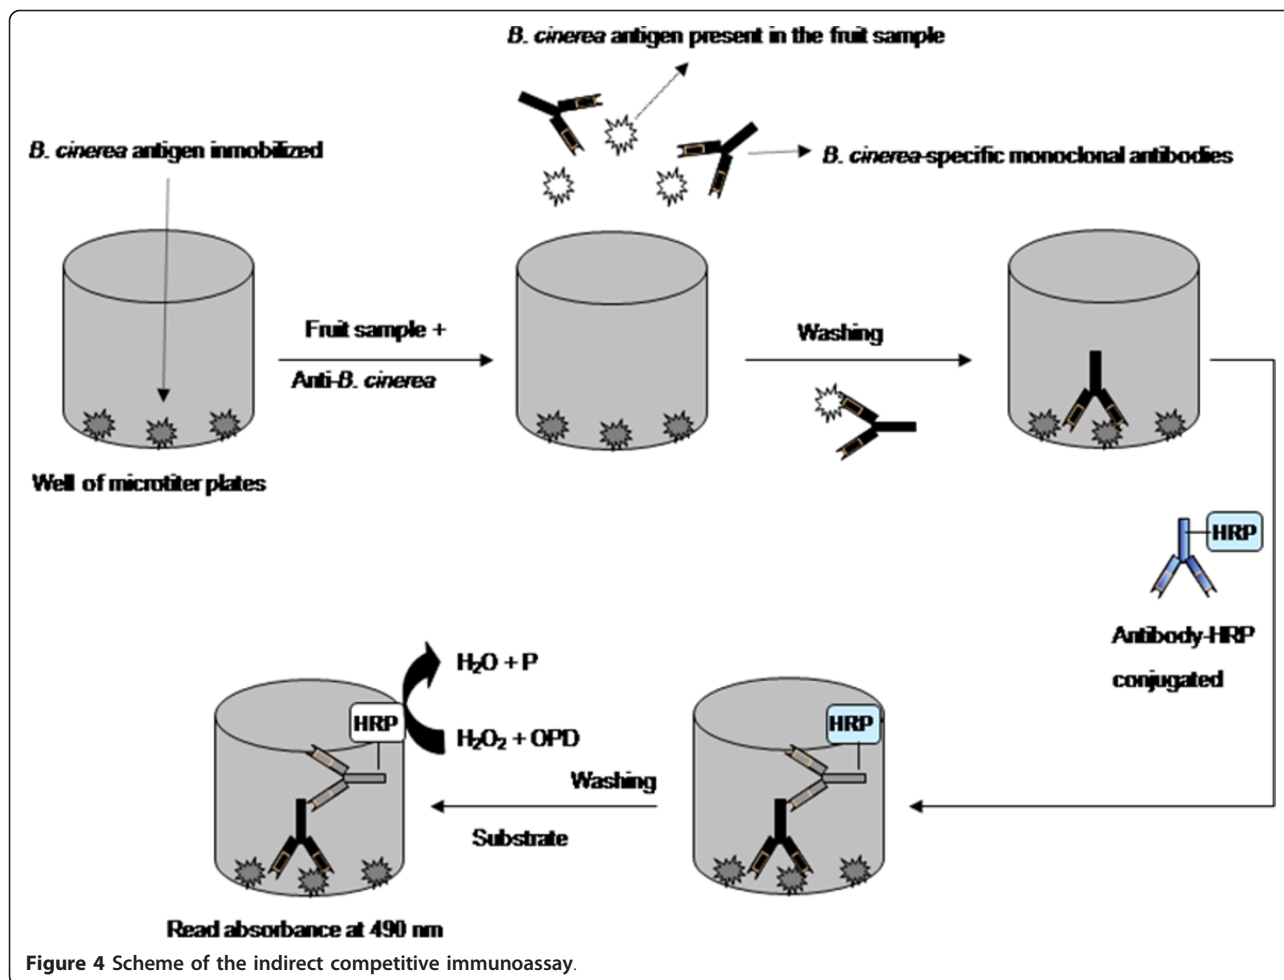 B. cinerea antigen present in the fruit sample
B. cinerea antigen inmobilized
B. cinerea-specific monoclonal antibodies
Fruit sample +
Anti-B. cinerea
Washing
Well of microtiter plates
HRP
Antibody-HRP
conjugated
H₂O + P
HRP
H₂O₂ + OPD
HRP
Washing
Substrate
Read absorbance at 490 nm
Figure 4 Scheme of the indirect competitive immunoassay.